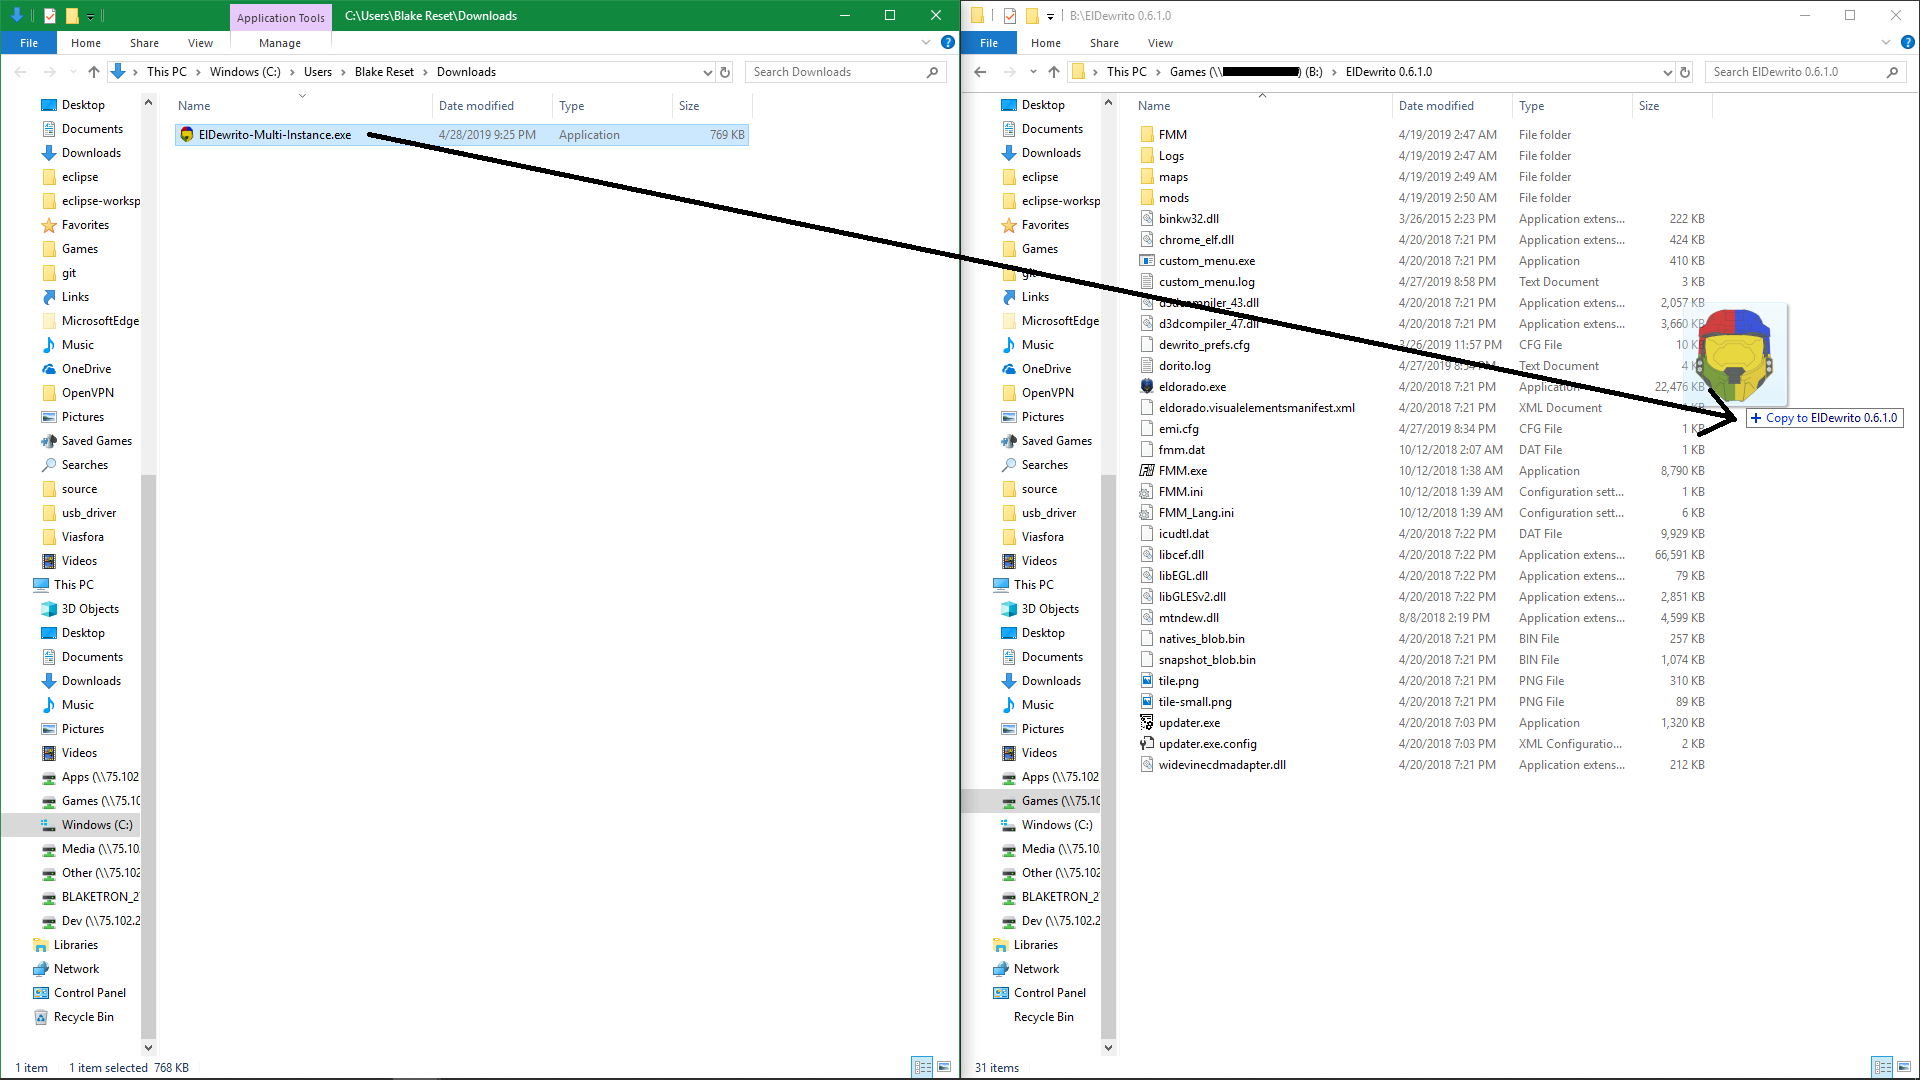 Application Tools
C:\Users\Blake Reset\Downloads
File Home Share View Manage
This PC Windows (C:) Users Blake Reset Downloads
Search Downloads
Desktop
Documents
Downloads
eclipse
eclipse-worksp
Favorites
Games
git
Links
MicrosoftEdge
Music
OneDrive
OpenVPN
Pictures
Saved Games
Searches
source
usb_driver
Viasfora
Videos
This PC
3D Objects
Desktop
Documents
Downloads
Music
Pictures
Videos
Apps (\\75.102
Games (\\75.10
Windows (C:)
Media (\\75.10
Other (\\75.102
BLAKETRON_2
Dev (\\75.102.2
Libraries
Network
Control Panel
Recycle Bin
Name Date modified Type Size
ElDewrito-Multi-Instance.exe 4/28/2019 9:25 PM Application 769 KB
1 item 1 item selected 768 KB
B:\ElDewrito 0.6.1.0
File Home Share View
This PC Games (\\ ) (B:) ElDewrito 0.6.1.0
Search ElDewrito 0.6.1.0
Desktop
Documents
Downloads
eclipse
eclipse-worksp
Favorites
Games
git
Links
MicrosoftEdge
Music
OneDrive
OpenVPN
Pictures
Saved Games
Searches
source
usb_driver
Viasfora
Videos
This PC
3D Objects
Desktop
Documents
Downloads
Music
Pictures
Videos
Apps (\\75.102
Games (\\75.10
Windows (C:)
Media (\\75.10
Other (\\75.102
BLAKETRON_2
Dev (\\75.102.2
Libraries
Network
Control Panel
Recycle Bin
Name Date modified Type Size
FMM 4/19/2019 2:47 AM File folder
Logs 4/19/2019 2:47 AM File folder
maps 4/19/2019 2:49 AM File folder
mods 4/19/2019 2:50 AM File folder
binkw32.dll 3/26/2015 2:23 PM Application extens... 222 KB
chrome_elf.dll 4/20/2018 7:21 PM Application extens... 424 KB
custom_menu.exe 4/20/2018 7:21 PM Application 410 KB
custom_menu.log 4/27/2019 8:58 PM Text Document 3 KB
d3dcompiler_43.dll 4/20/2018 7:21 PM Application extens... 2,057 KB
d3dcompiler_47.dll 4/20/2018 7:21 PM Application extens... 3,660 KB
dewrito_prefs.cfg 3/26/2019 11:57 PM CFG File 10 K
dorito.log 4/27/2019 8:34 PM Text Document 4 K
eldorado.exe 4/20/2018 7:21 PM Application 22,476 KB
eldorado.visualelementsmanifest.xml 4/20/2018 7:21 PM XML Document
emi.cfg 4/27/2019 8:34 PM CFG File 1 KB
fmm.dat 10/12/2018 2:07 AM DAT File 1 KB
FMM.exe 10/12/2018 1:38 AM Application 8,790 KB
FMM.ini 10/12/2018 1:39 AM Configuration sett... 1 KB
FMM_Lang.ini 10/12/2018 1:39 AM Configuration sett... 6 KB
icudtl.dat 4/20/2018 7:22 PM DAT File 9,929 KB
libcef.dll 4/20/2018 7:22 PM Application extens... 66,591 KB
libEGL.dll 4/20/2018 7:22 PM Application extens... 79 KB
libGLESv2.dll 4/20/2018 7:22 PM Application extens... 2,851 KB
mtndew.dll 8/8/2018 2:19 PM Application extens... 4,599 KB
natives_blob.bin 4/20/2018 7:21 PM BIN File 257 KB
snapshot_blob.bin 4/20/2018 7:21 PM BIN File 1,074 KB
tile.png 4/20/2018 7:21 PM PNG File 310 KB
tile-small.png 4/20/2018 7:21 PM PNG File 89 KB
updater.exe 4/20/2018 7:03 PM Application 1,320 KB
updater.exe.config 4/20/2018 7:03 PM XML Configuratio... 2 KB
widevinecdmadapter.dll 4/20/2018 7:21 PM Application extens... 212 KB
+ Copy to ElDewrito 0.6.1.0
31 items